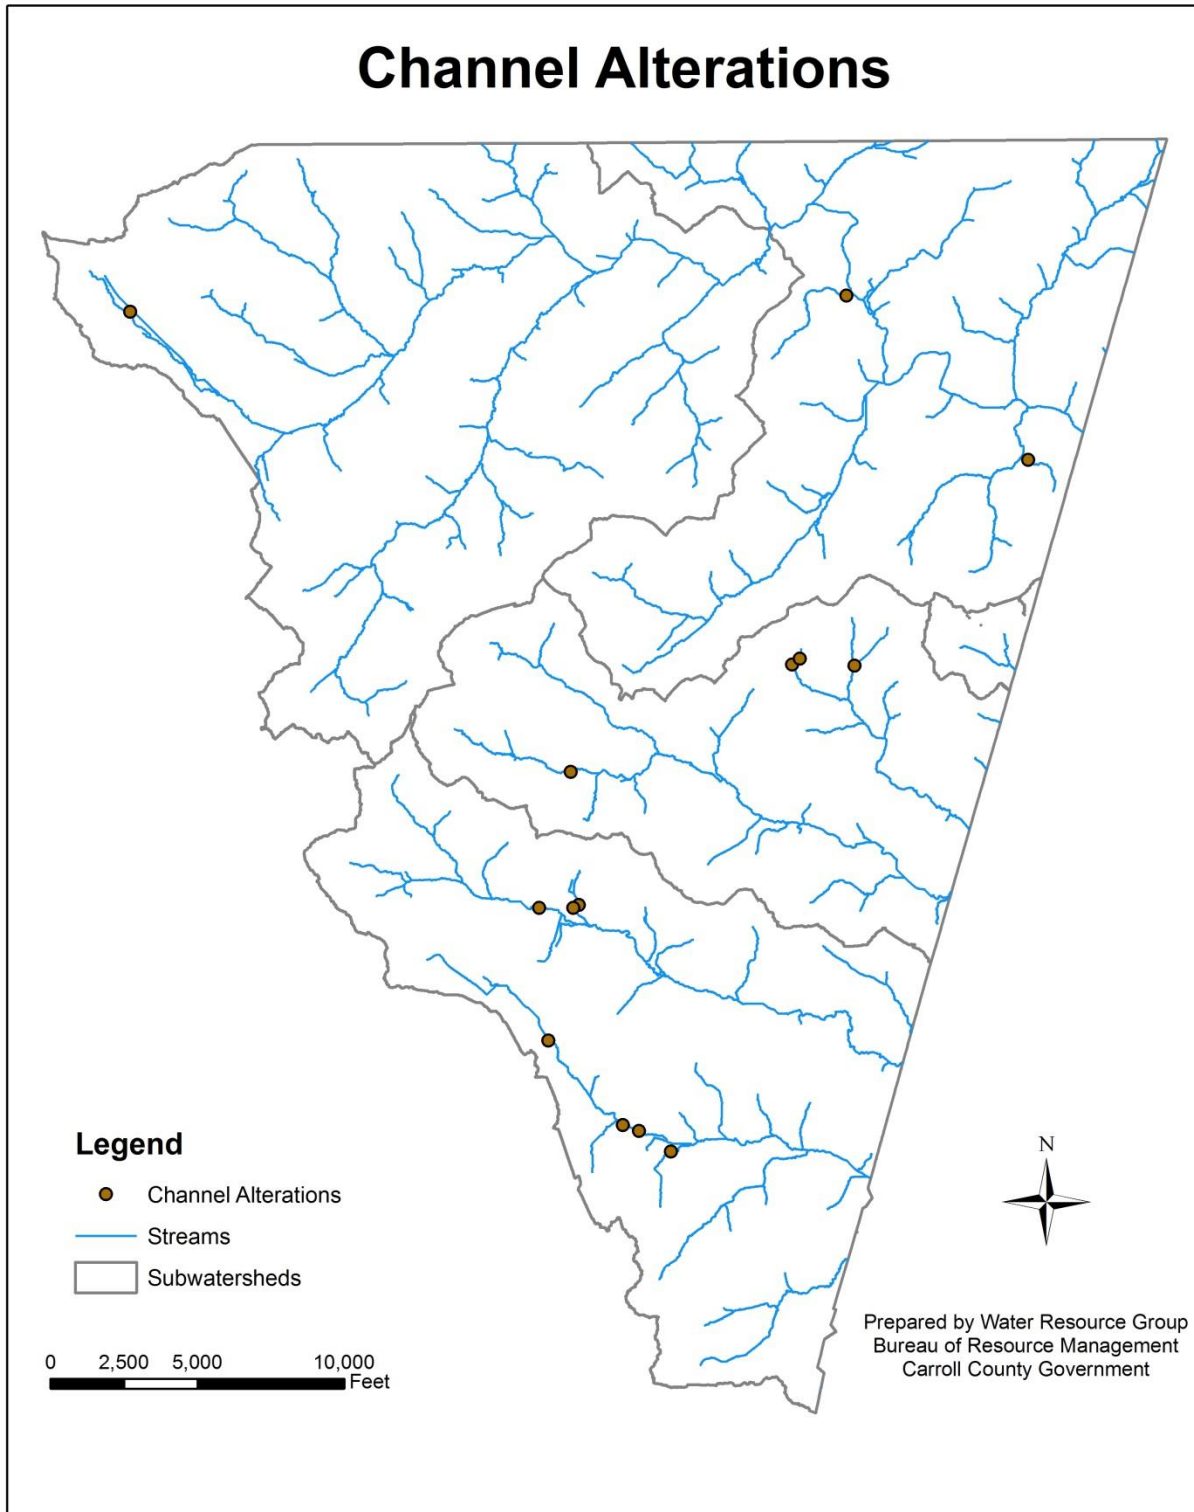 Channel Alterations
Legend
Channel Alterations
Streams
Subwatersheds
0 2,500 5,000 10,000
Feet
N
Prepared by Water Resource Group
Bureau of Resource Management
Carroll County Government